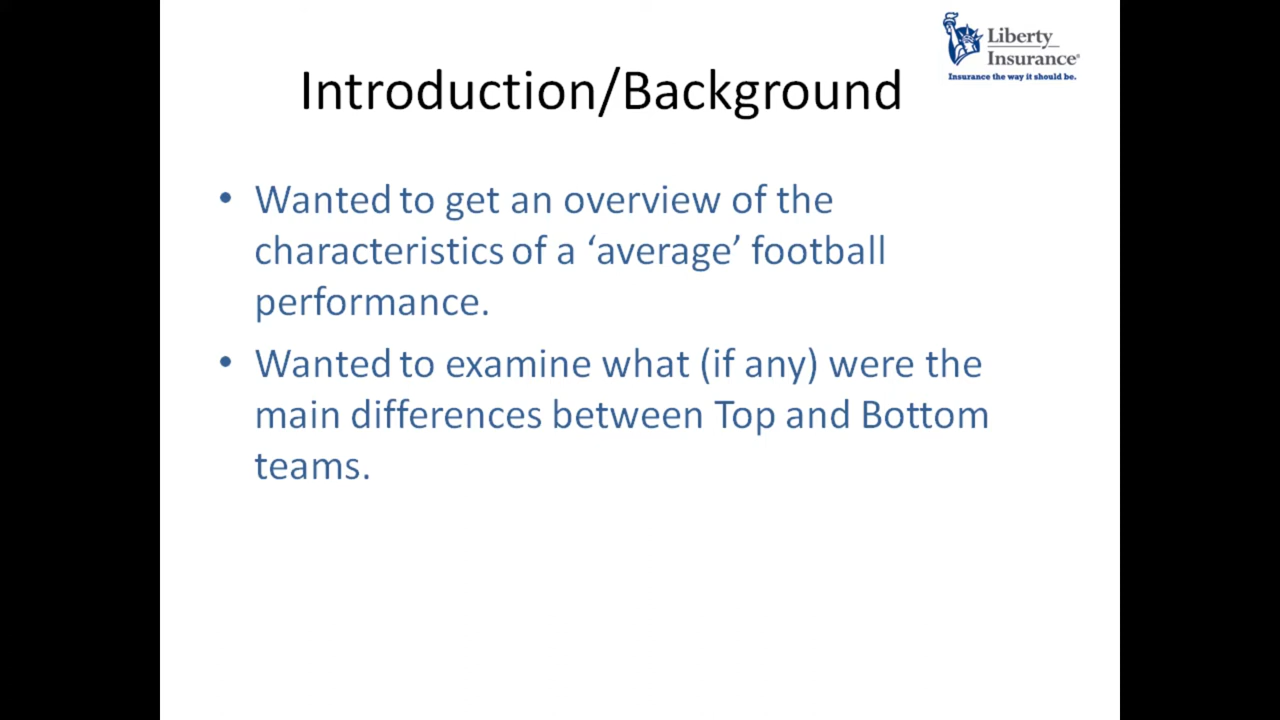 Liberty
Insurance®
Insurance the way it should be.
Introduction/Background
• Wanted to get an overview of the
characteristics of a ‘average’ football
performance.
• Wanted to examine what (if any) were the
main differences between Top and Bottom
teams.